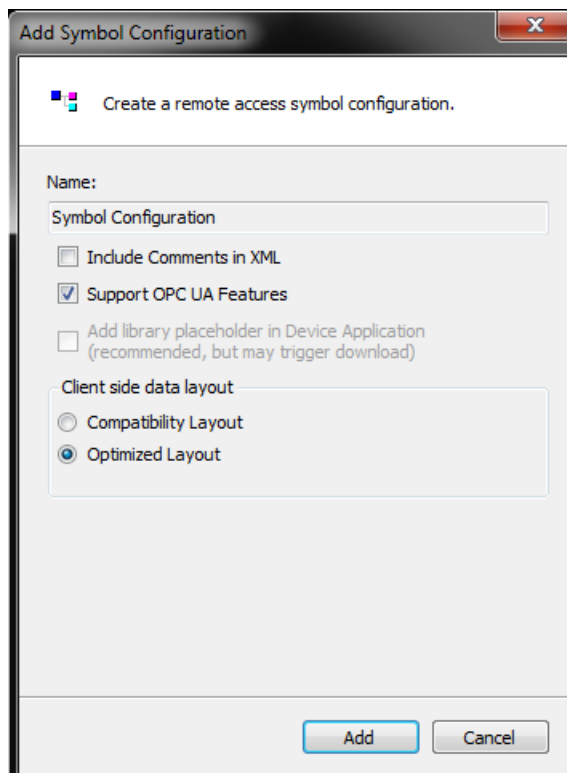 Add Symbol Configuration
Create a remote access symbol configuration.
Name:
Symbol Configuration
Include Comments in XML
Support OPC UA Features
Add library placeholder in Device Application
(recommended, but may trigger download)
Client side data layout
Compatibility Layout
Optimized Layout
Add
Cancel